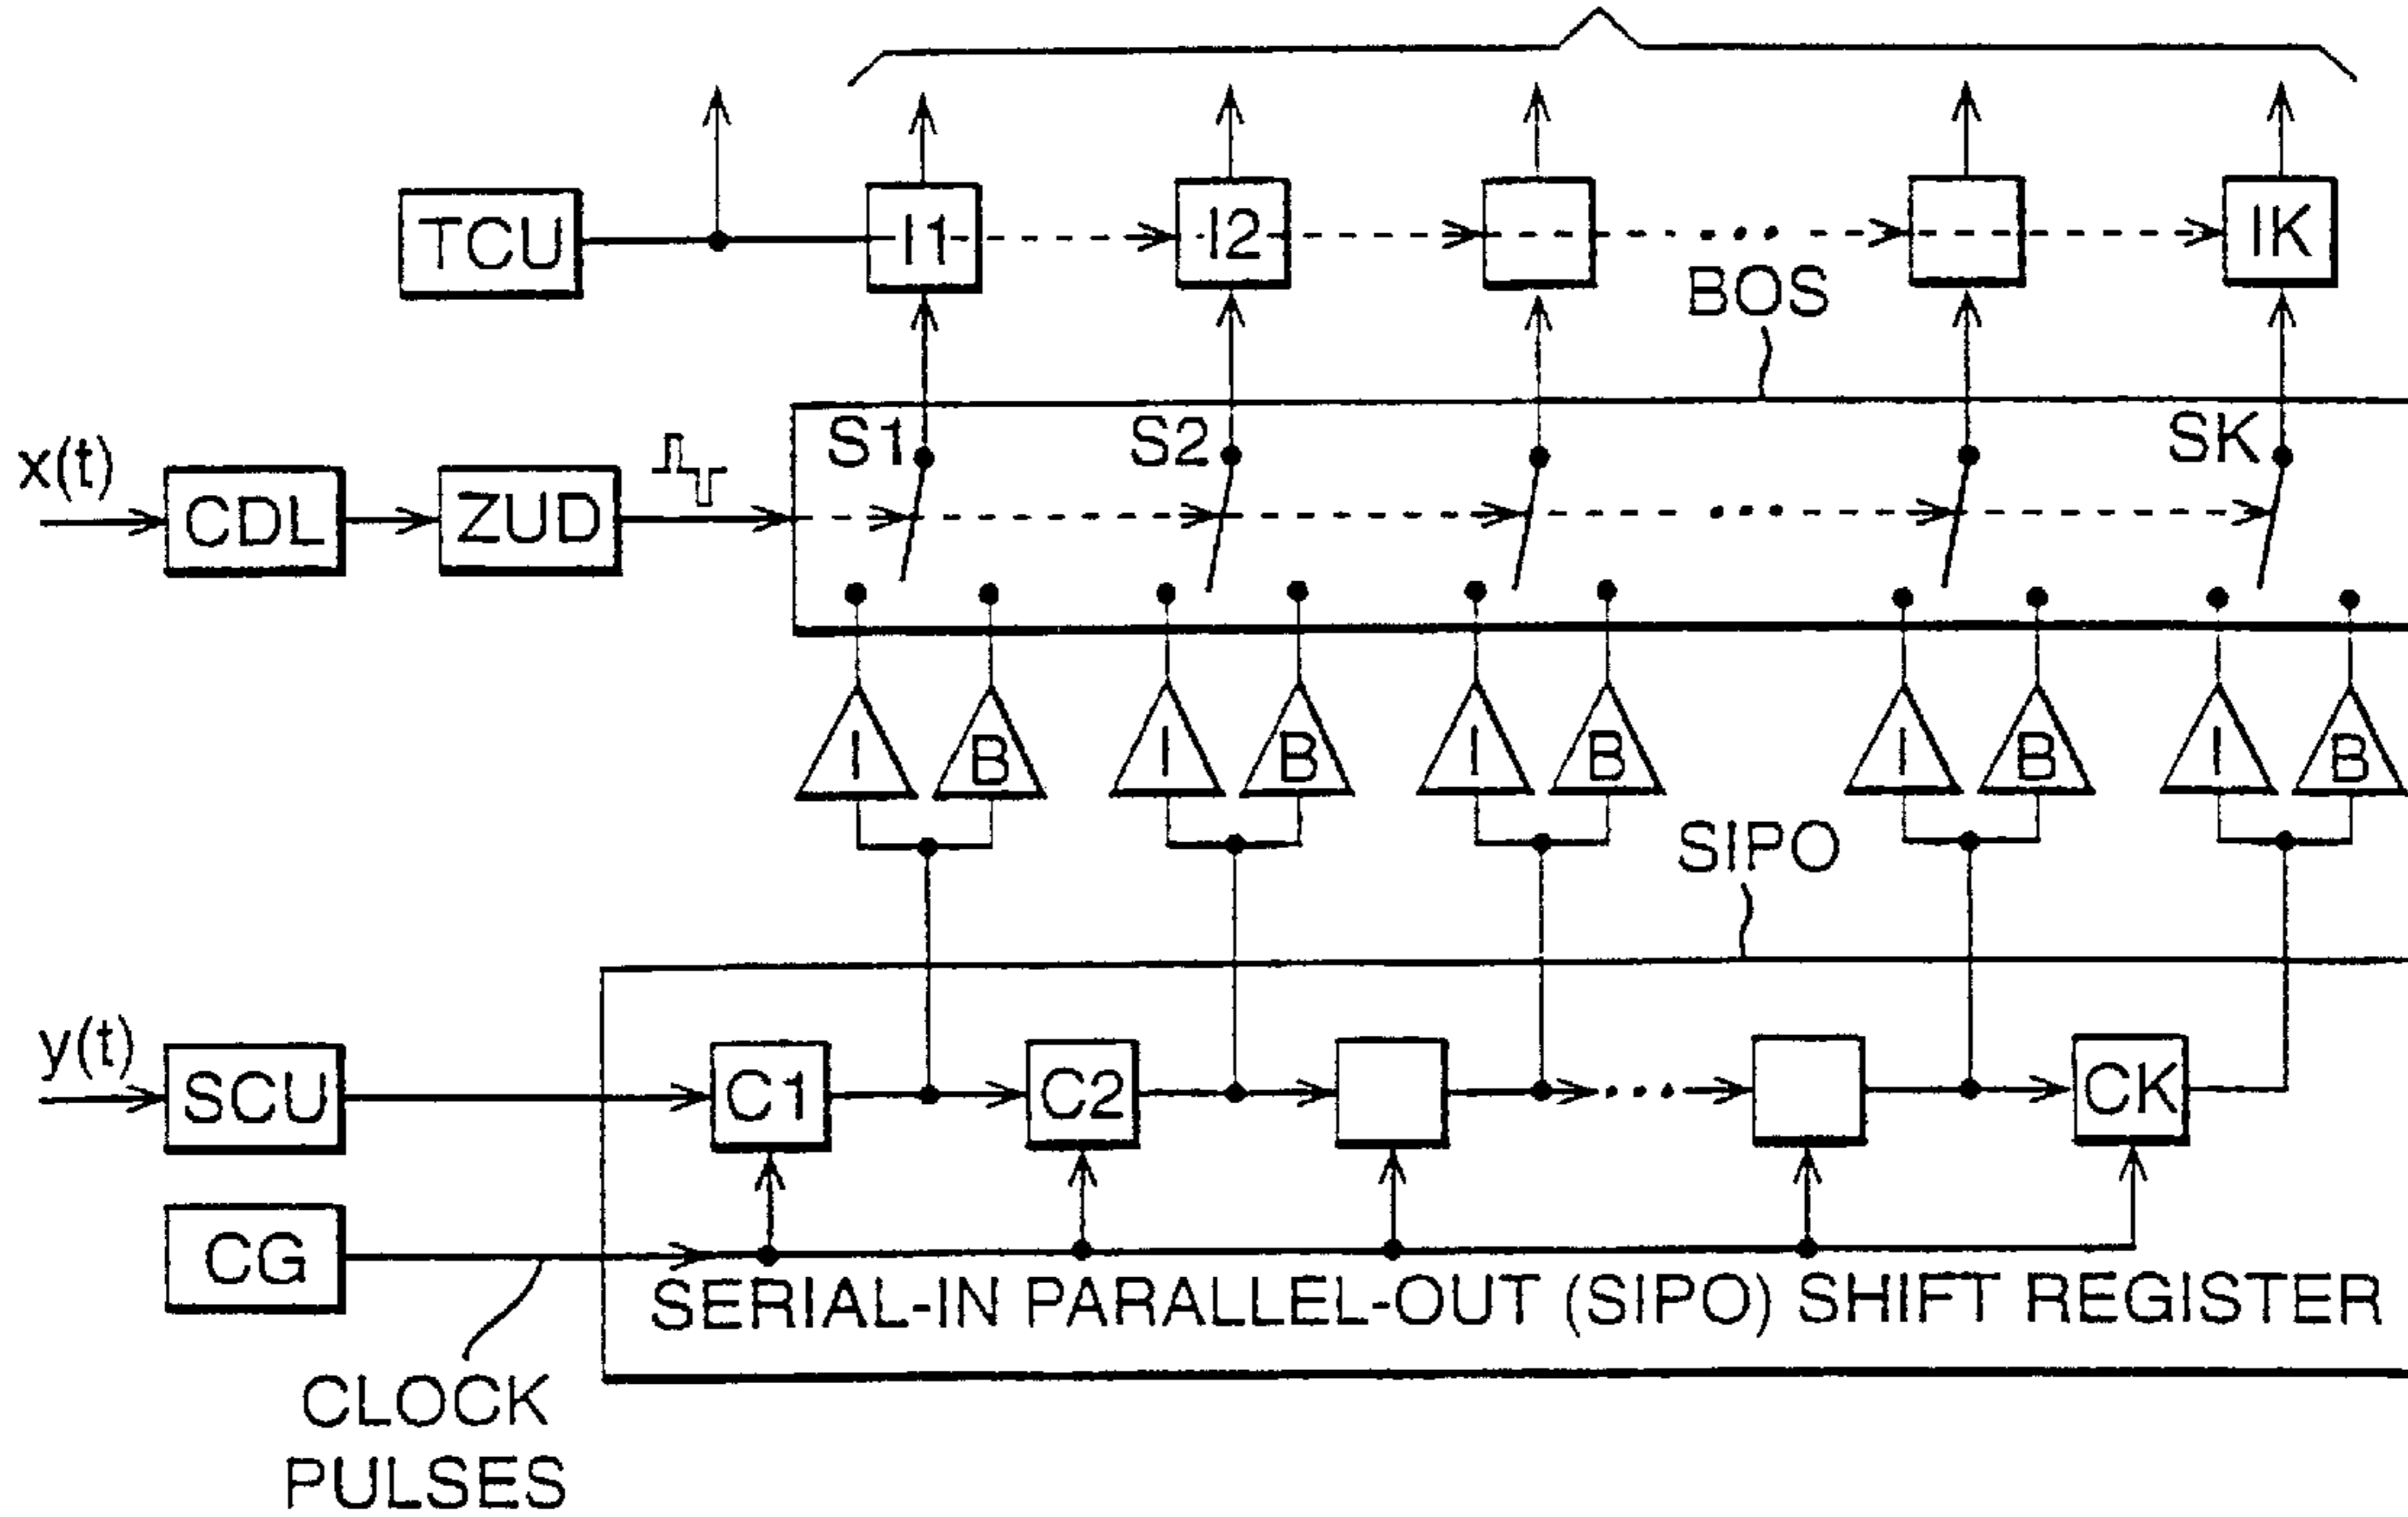 TCU I1 I2 IK
BOS
x(t) CDL ZUD S1 S2 SK
I B I B I B I B I B
SIPO
y(t) SCU C1 C2 CK
CG
SERIAL-IN PARALLEL-OUT (SIPO) SHIFT REGISTER
CLOCK
PULSES